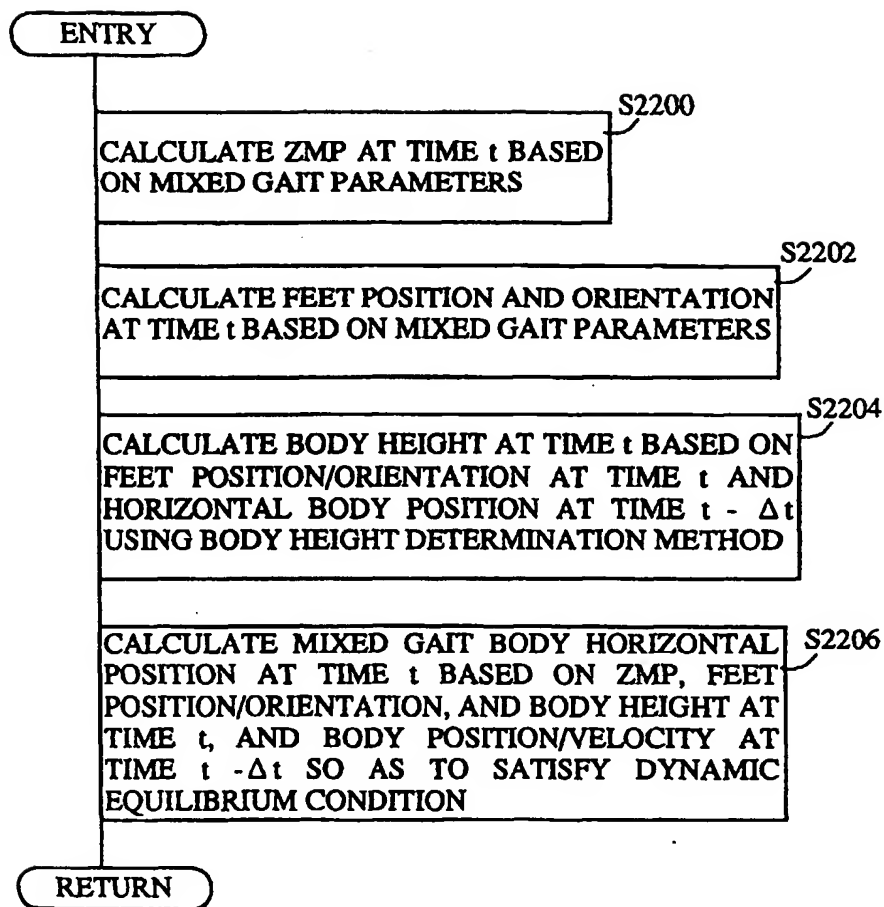 ENTRY
S2200
CALCULATE ZMP AT TIME t BASED
ON MIXED GAIT PARAMETERS
S2202
CALCULATE FEET POSITION AND ORIENTATION
AT TIME t BASED ON MIXED GAIT PARAMETERS
S2204
CALCULATE BODY HEIGHT AT TIME t BASED ON
FEET POSITION/ORIENTATION AT TIME t AND
HORIZONTAL BODY POSITION AT TIME t - Δt
USING BODY HEIGHT DETERMINATION METHOD
S2206
CALCULATE MIXED GAIT BODY HORIZONTAL
POSITION AT TIME t BASED ON ZMP, FEET
POSITION/ORIENTATION, AND BODY HEIGHT AT
TIME t, AND BODY POSITION/VELOCITY AT
TIME t -Δt SO AS TO SATISFY DYNAMIC
EQUILIBRIUM CONDITION
RETURN